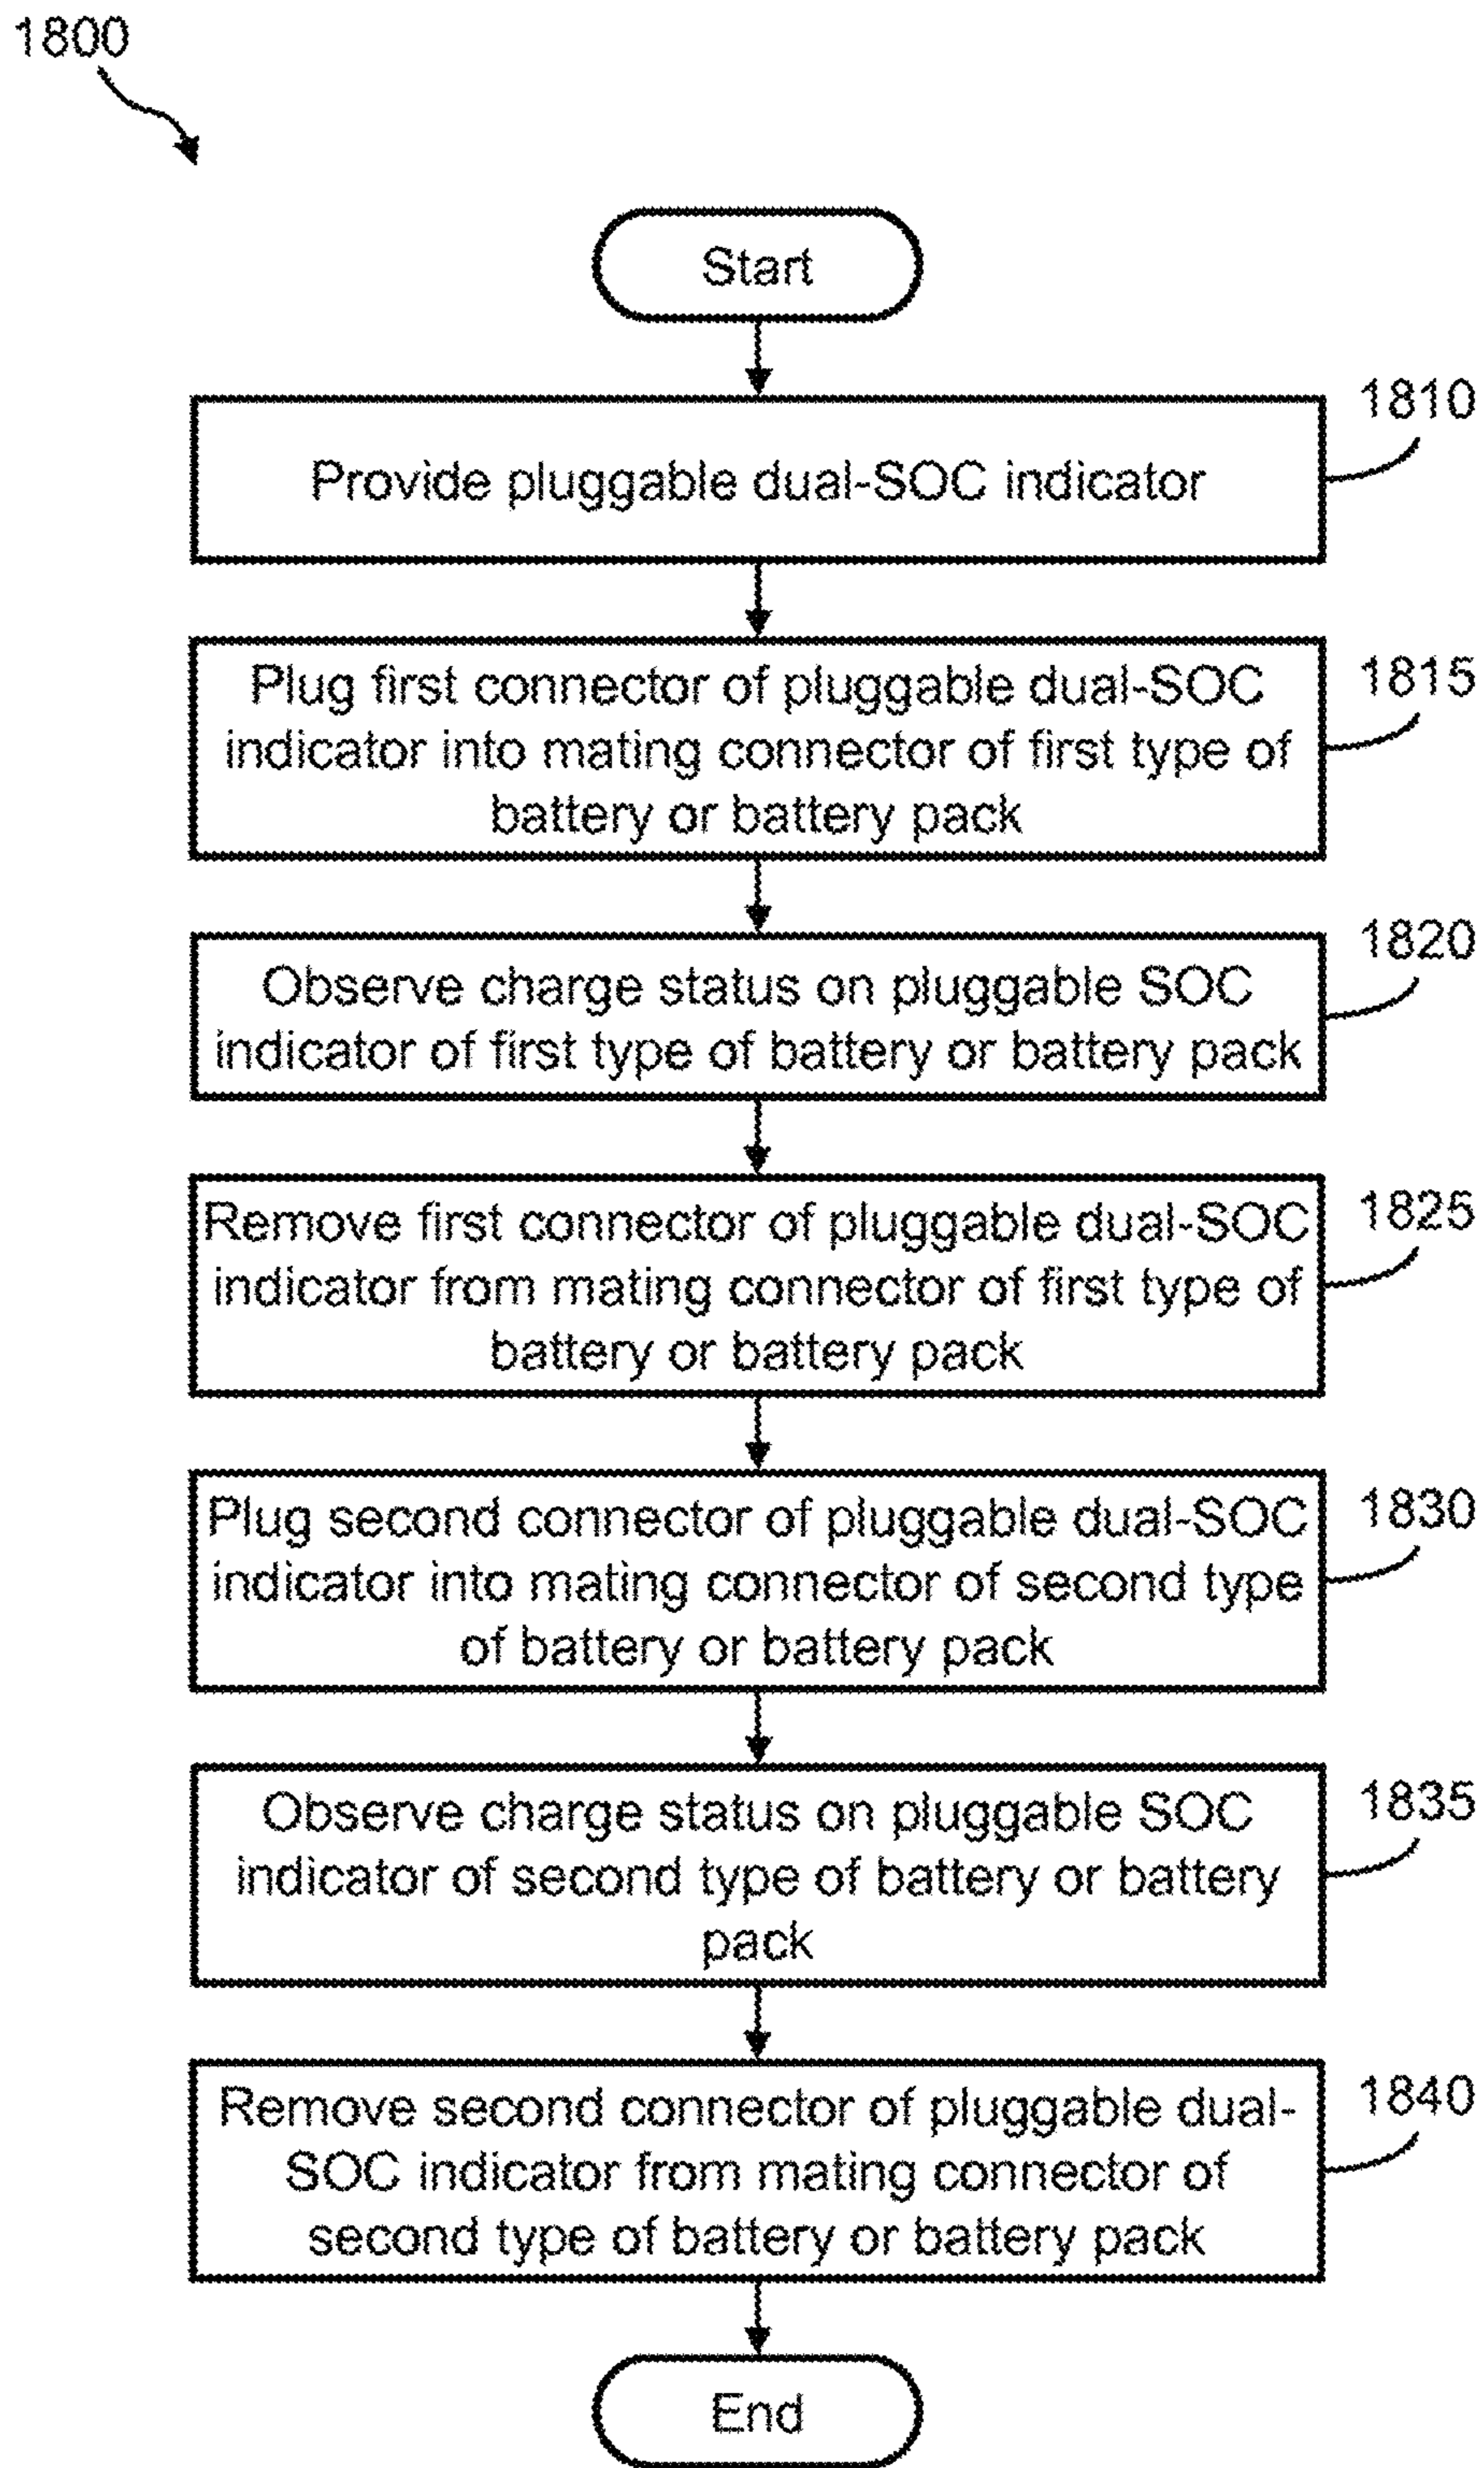 1800
Start
1810
Provide pluggable dual-SOC indicator
1815
Plug first connector of pluggable dual-SOC
indicator into mating connector of first type of
battery or battery pack
1820
Observe charge status on pluggable SOC
indicator of first type of battery or battery pack
1825
Remove first connector of pluggable dual-SOC
indicator from mating connector of first type of
battery or battery pack
1830
Plug second connector of pluggable dual-SOC
indicator into mating connector of second type
of battery or battery pack
1835
Observe charge status on pluggable SOC
indicator of second type of battery or battery
pack
1840
Remove second connector of pluggable dual-
SOC indicator from mating connector of
second type of battery or battery pack
End